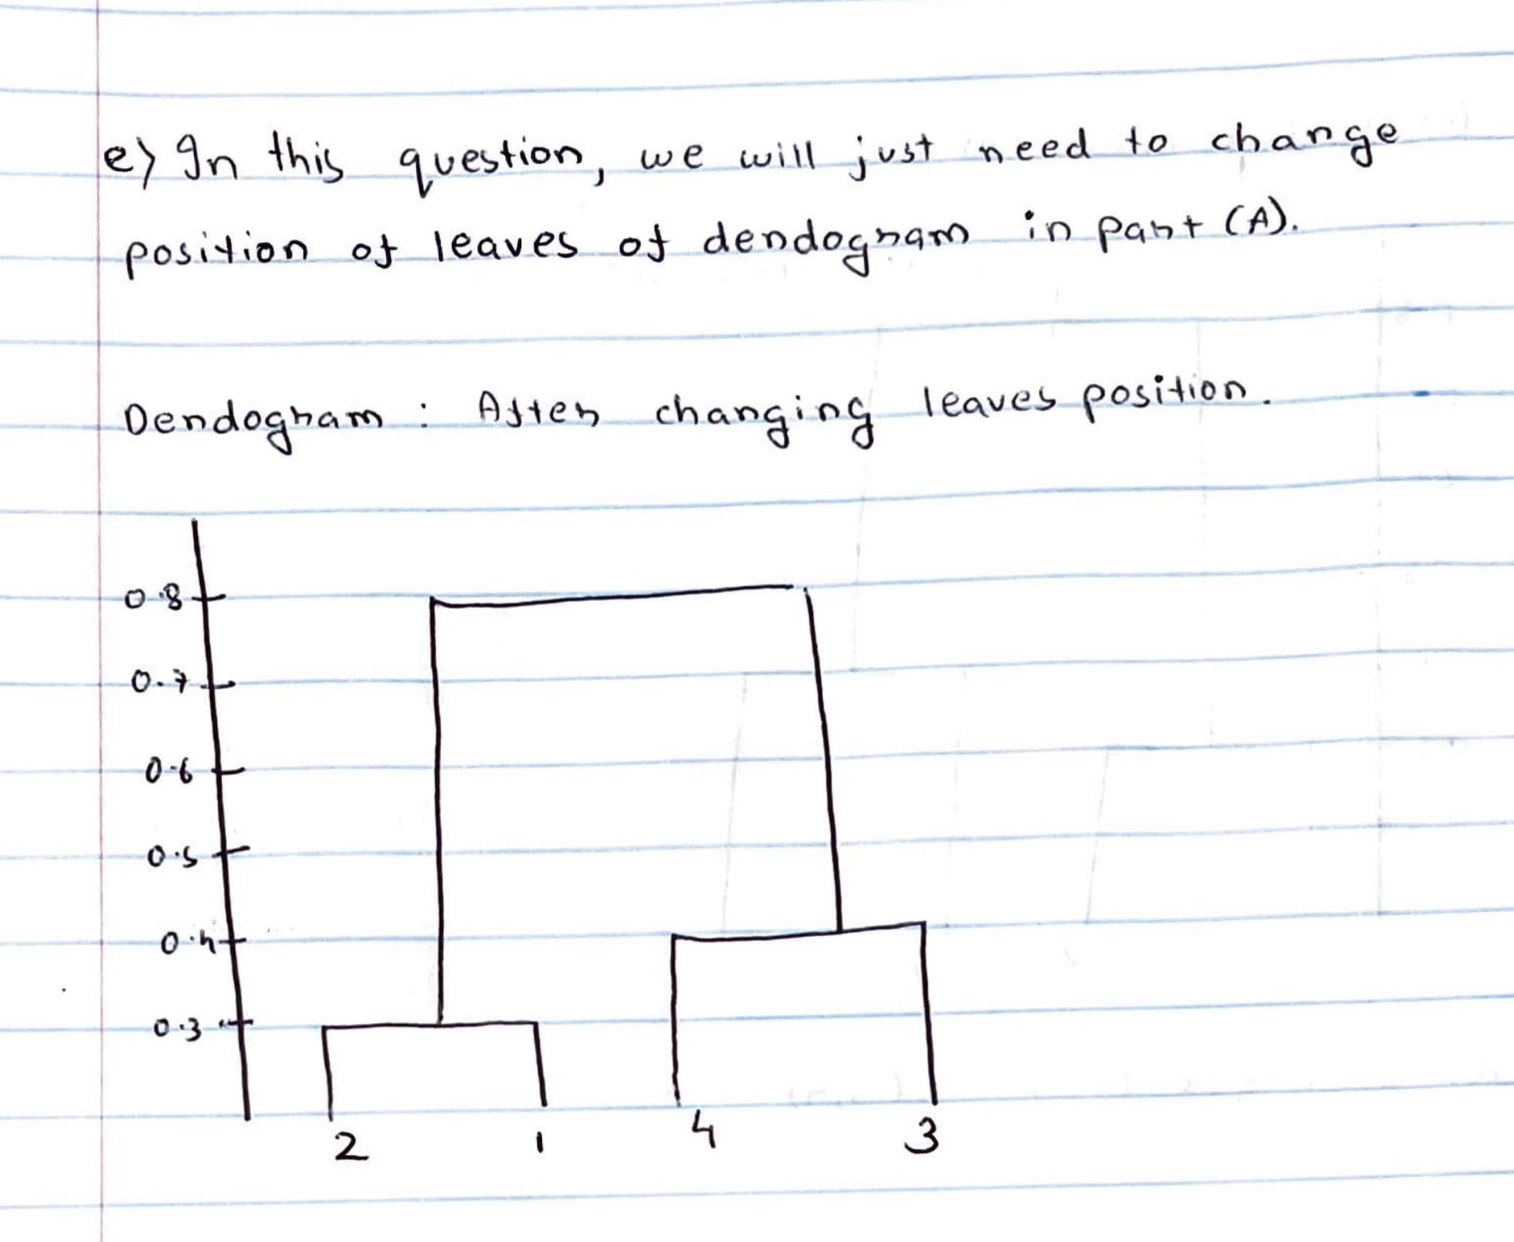 e) In this question, we will just need to change
position of leaves of dendogram in part (A).
Dendogram : After changing leaves position.
0.8
0.7
0.6
0.5
0.4
0.3
2 1 4 3